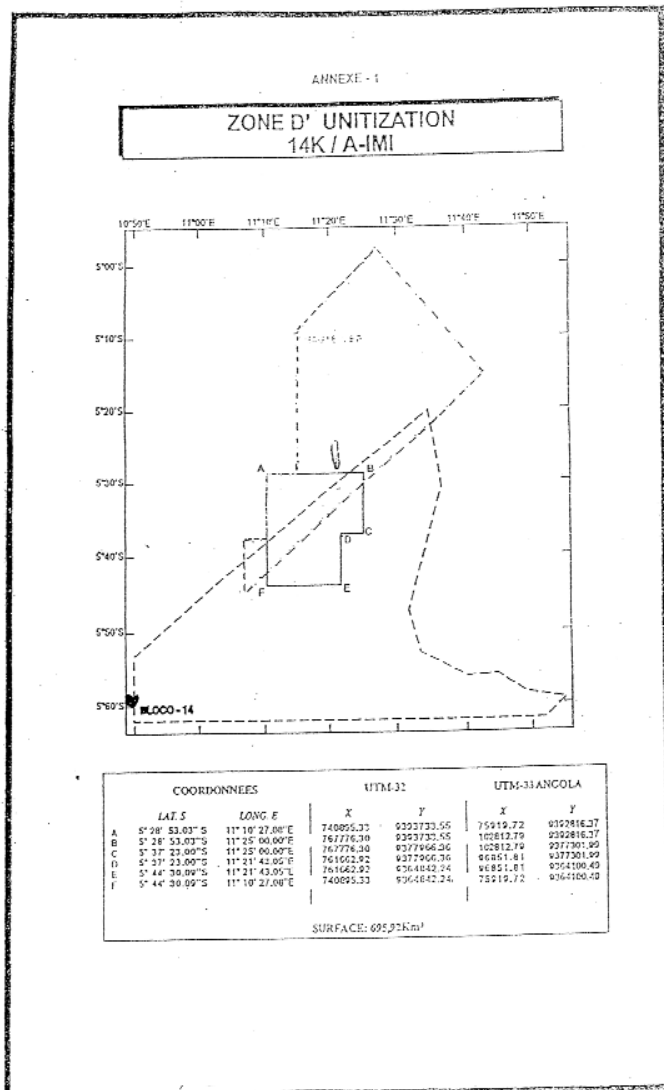 ANNEXE - 1
ZONE D' UNITIZATION
14K / A-IMI
10°50'E 11°00'E 11°10'E 11°20'E 11°30'E 11°40'E 11°50'E
5°00'S
5°10'S
5°20'S
A B
5°30'S
C
D
5°40'S
F E
5°50'S
5°60'S
BLOCO - 14
COORDONNEES UTM-32 UTM-33 ANGOLA
LAT. S LONG. E X Y X Y
A 5° 28' 53.03" S 11° 10' 27.08"E 740895.33 9393733.55 75919.72 9392816.37
B 5° 28' 53.03" S 11° 25' 00.00"E 767776.30 9393733.55 102812.79 9392816.37
C 5° 37' 23.00" S 11° 25' 00.00"E 767776.30 9377966.36 102812.79 9377301.99
D 5° 37' 23.00" S 11° 21' 43.05"E 761662.92 9377966.36 96851.81 9377301.99
E 5° 44' 30.09" S 11° 21' 43.05"E 761662.92 9364842.24 96851.81 9364100.40
F 5° 44' 30.09" S 11° 10' 27.08"E 740895.33 9364842.24 75919.72 9364100.40
SURFACE: 695,92Km²